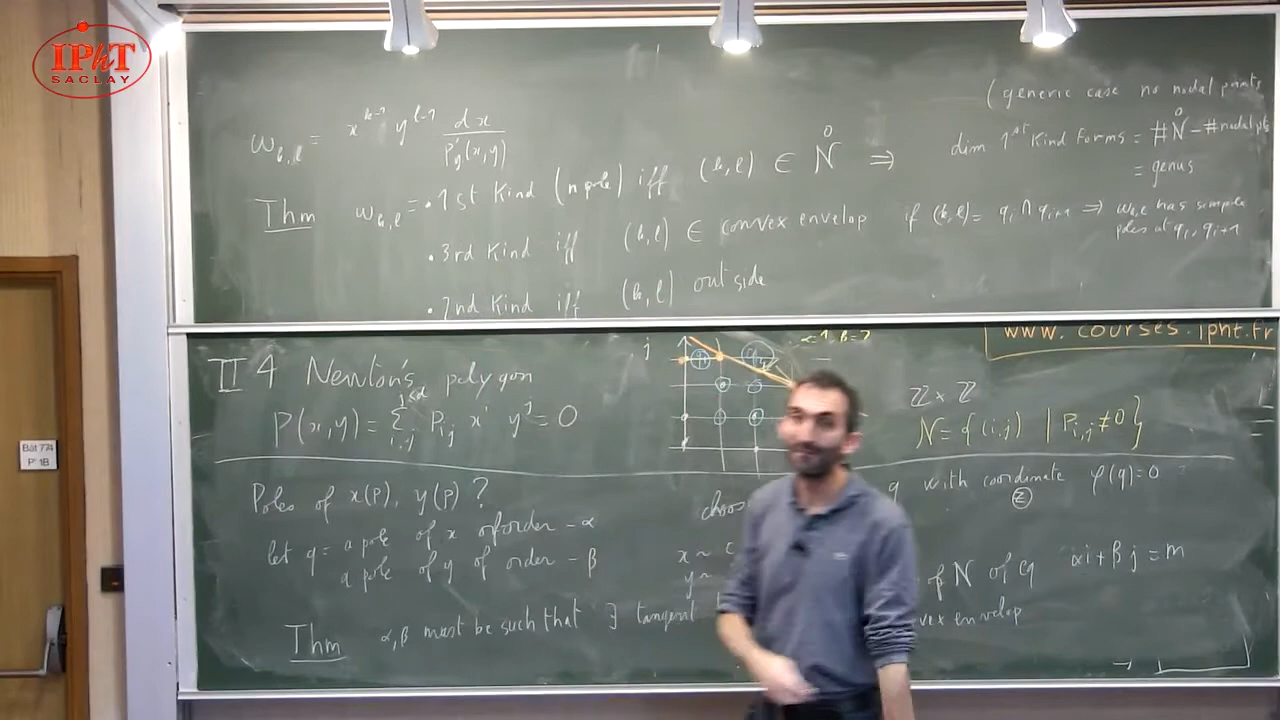 IPhT
SACLAY
(generic case no nodal points
ω_{k,l} = x^{k-1} y^{l-1} dx / P'_y(x,y)
Thm ω_{k,l} = . 1st Kind (n pole) iff (k,l) ∈ N° ⇒ dim 1st Kind Forms = #N° - #nodal pts
= genus
. 3rd Kind iff (k,l) ∈ convex envelop if (k,l) = q_i ∩ q_{i+1} ⇒ ω_{k,l} has simple
poles at q_i, q_{i+1}
. 2nd Kind iff (k,l) outside
www.courses.ipht.fr
II 4 Newton's polygon
j
P(x,y) = Σ_{i,j} P_{ij} x^i y^j = 0
Z × Z
N = {(i,j) | P_{i,j} ≠ 0}
Poles of x(p), y(p) ?
let q = a pole of x of order -α
a pole of y of order -β
q with coordinate φ(q)=0
z
x ~ c
y ~
of N of eq αi + βj = m
Thm α,β must be such that ∃ tangent
envelop
Bât 774
P 1B